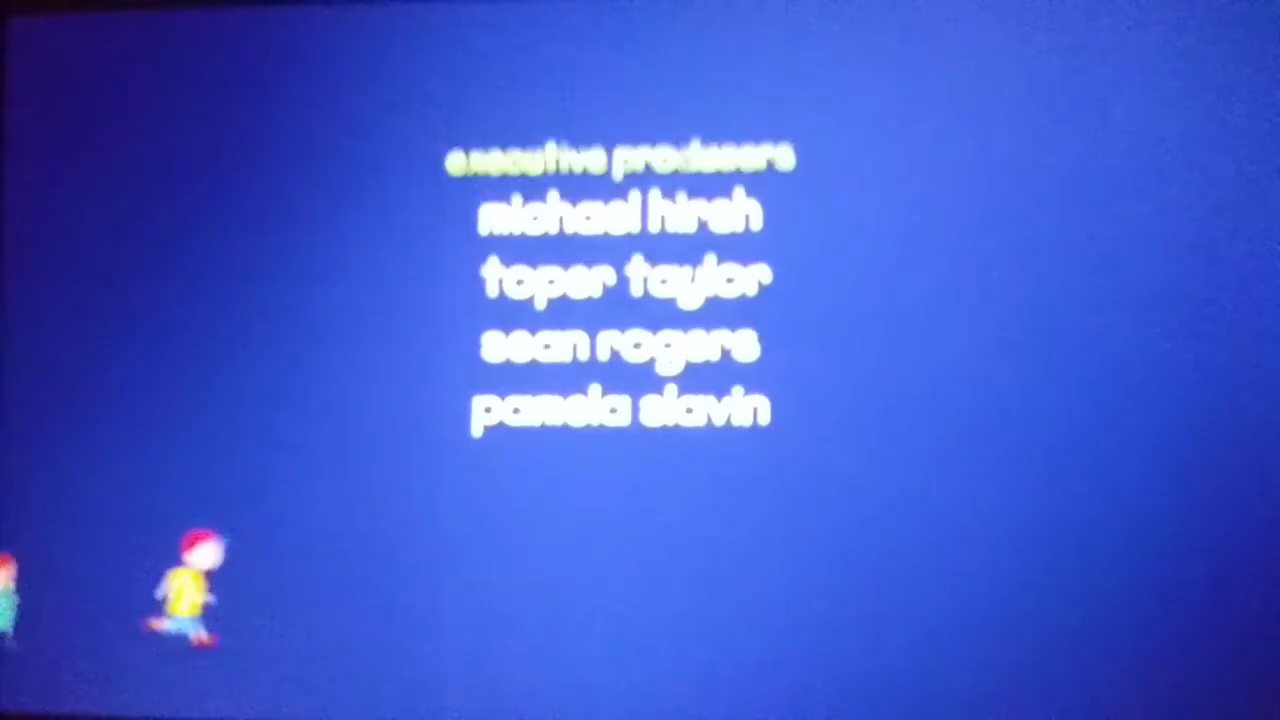 executive producers
michael hirsh
toper taylor
sean rogers
pamela slavin